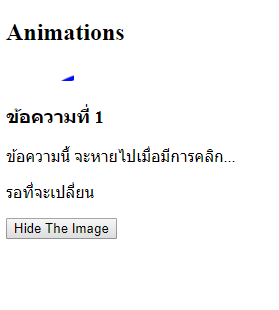 Animations
ข้อความที่ 1
ข้อความนี้ จะหายไปเมื่อมีการคลิก...
รอที่จะเปลี่ยน
Hide The Image